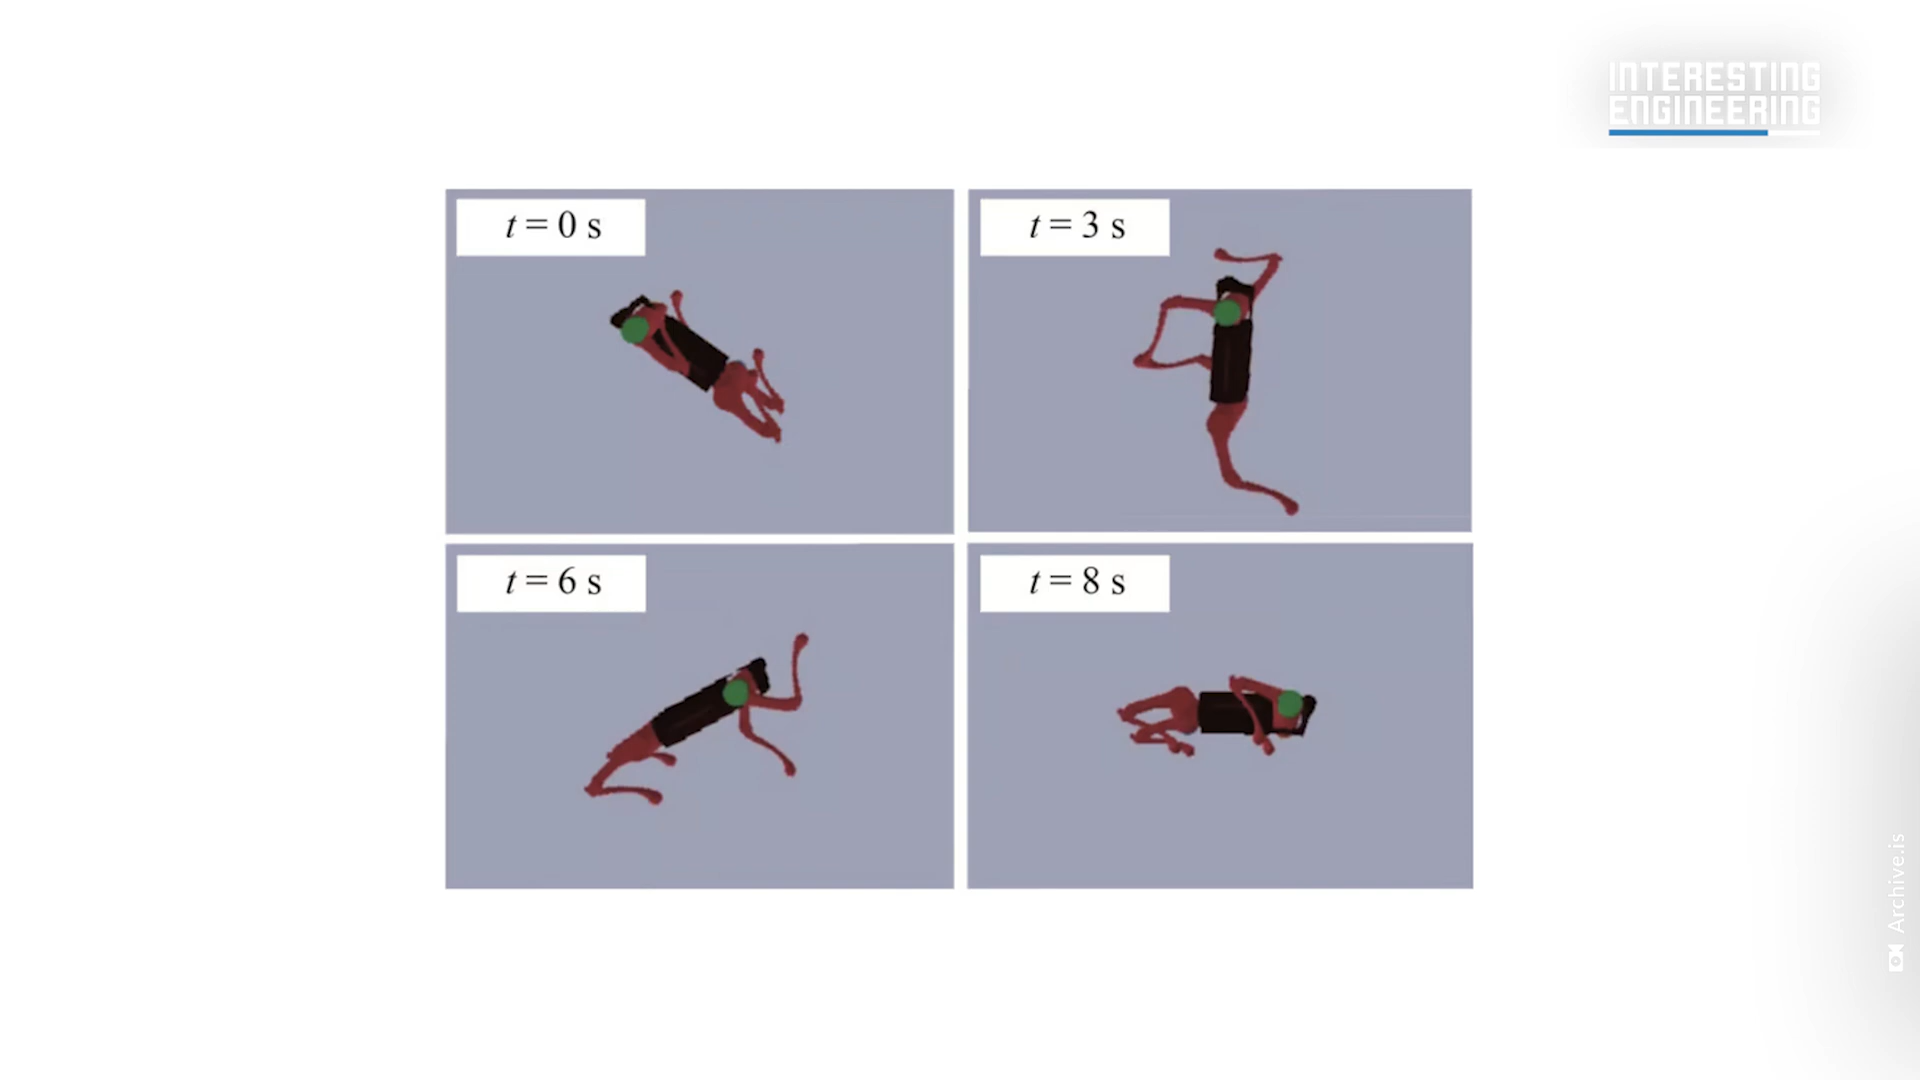 INTERESTING
ENGINEERING
t = 0 s
t = 3 s
t = 6 s
t = 8 s
Archive.is